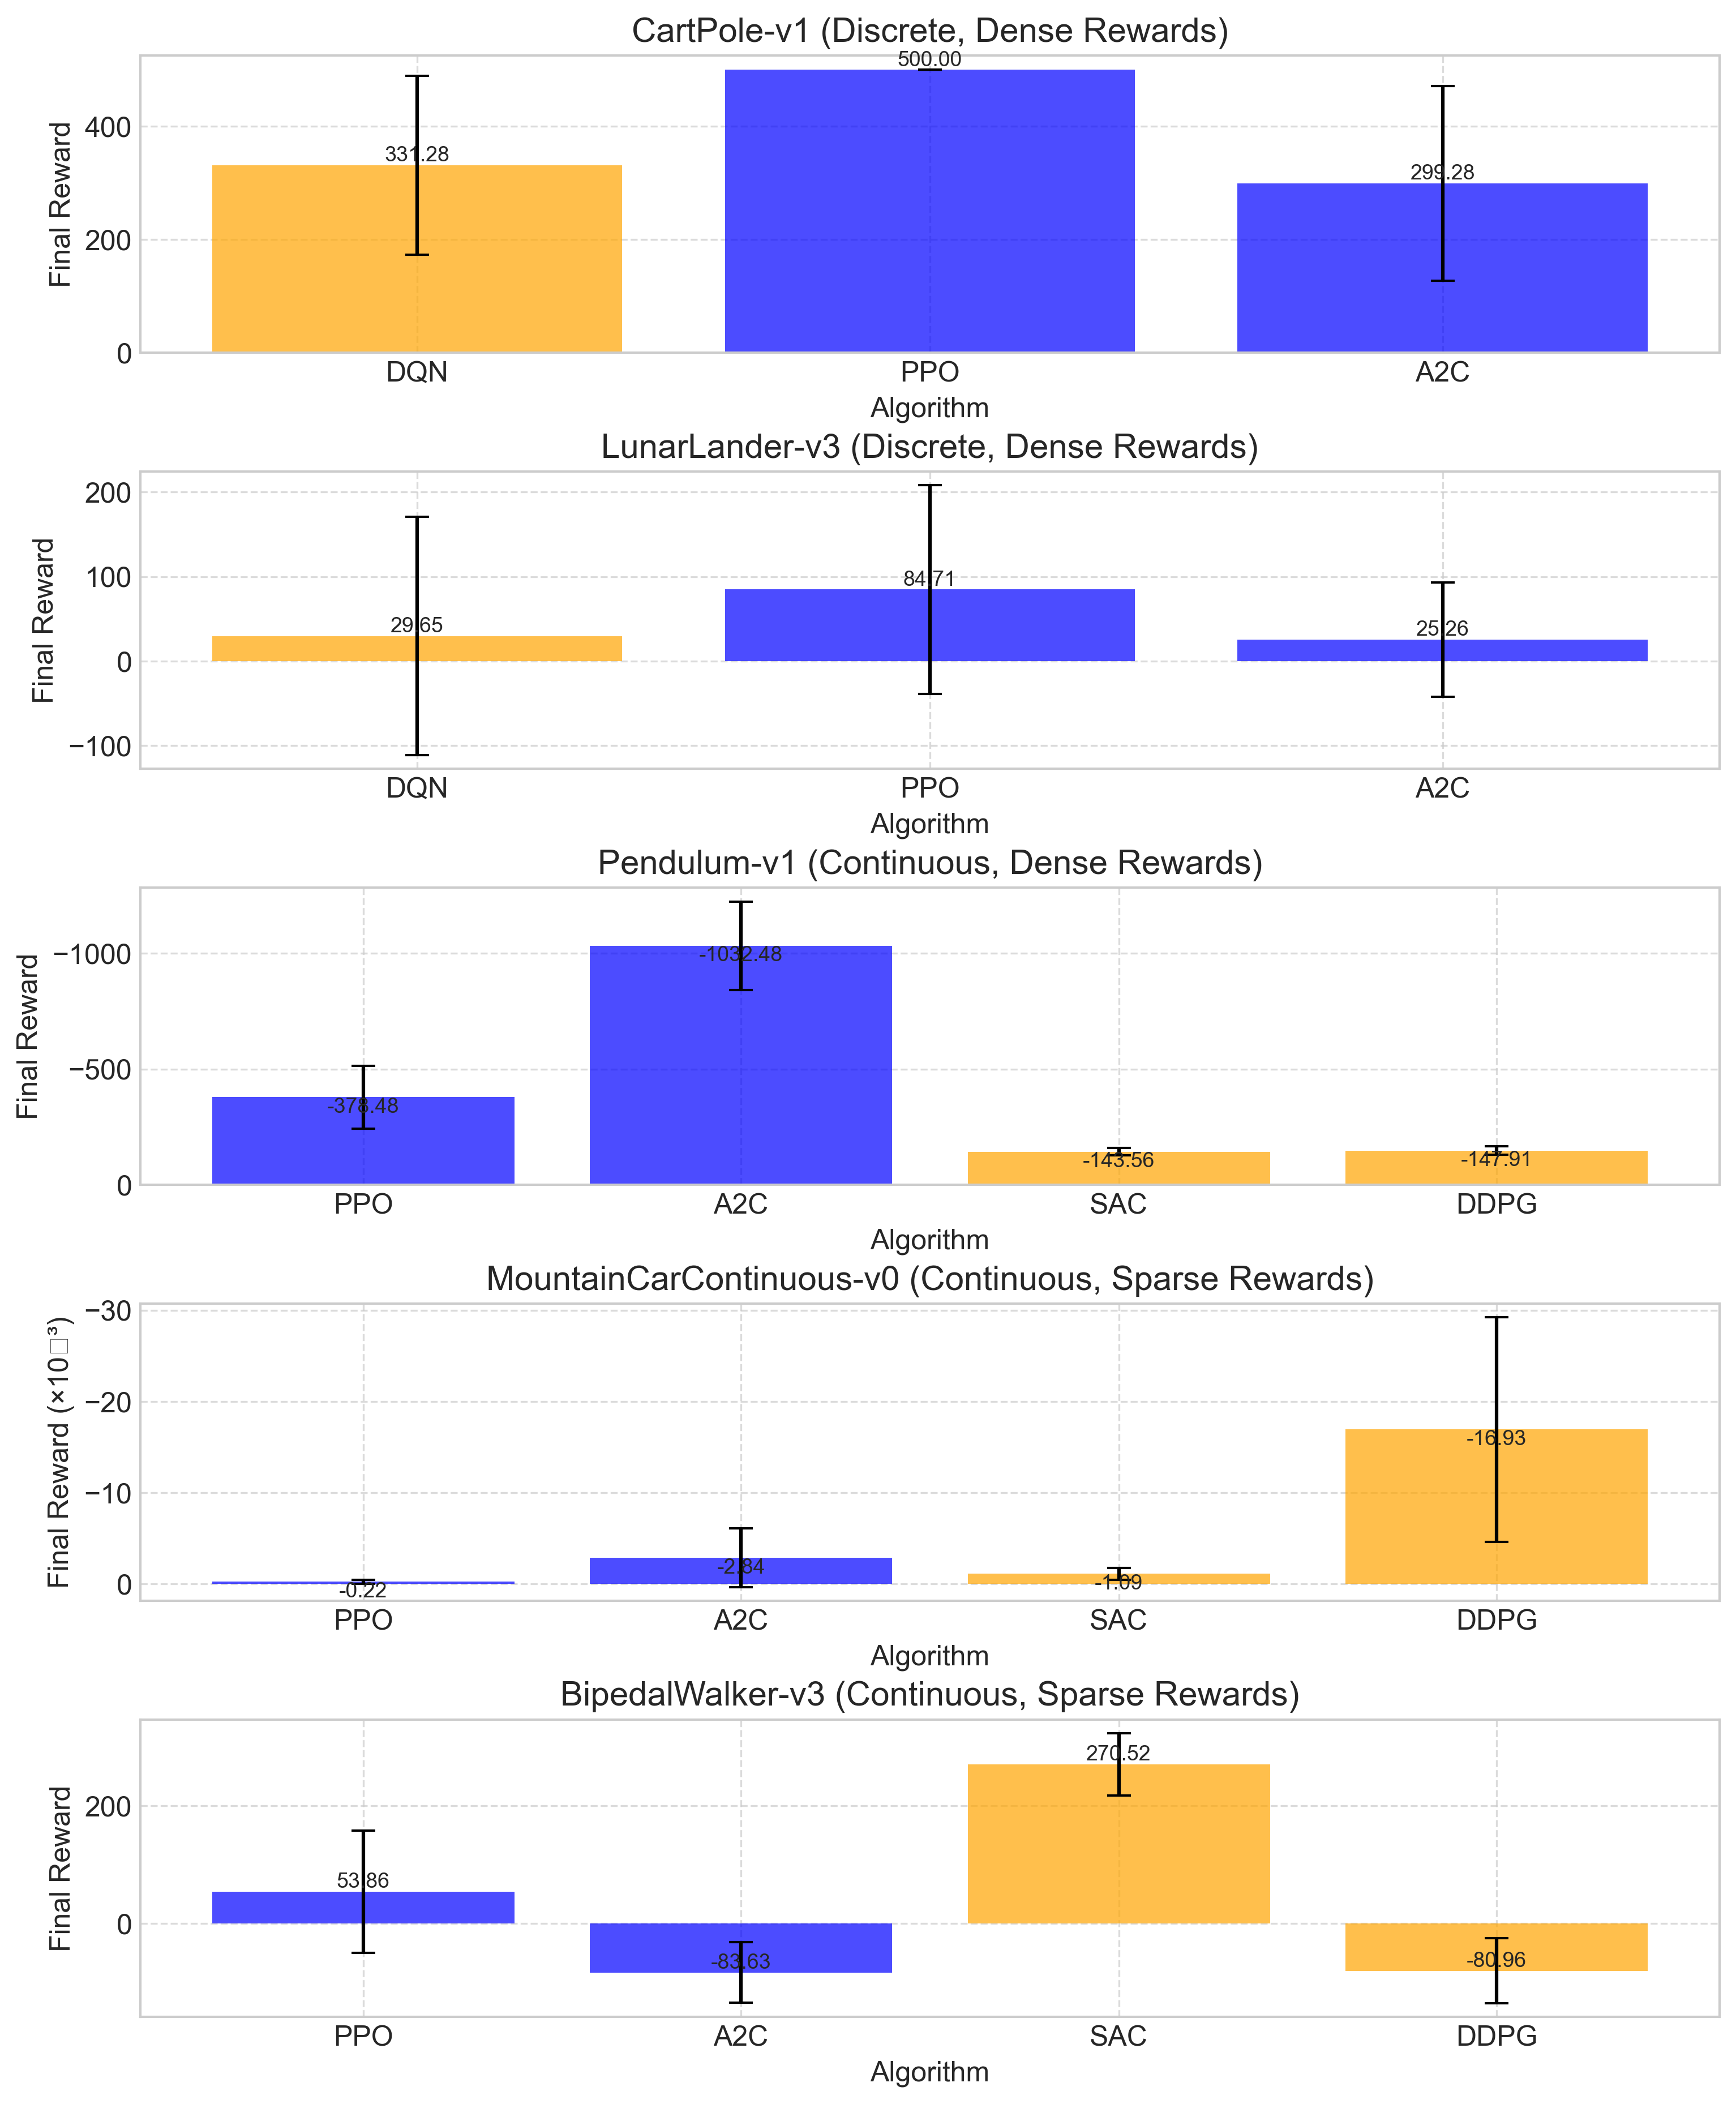 CartPole-v1 (Discrete, Dense Rewards)
Final Reward
400
200
0
331.28
500.00
299.28
DQN
PPO
A2C
Algorithm
LunarLander-v3 (Discrete, Dense Rewards)
Final Reward
200
100
0
−100
29.65
84.71
25.26
DQN
PPO
A2C
Algorithm
Pendulum-v1 (Continuous, Dense Rewards)
Final Reward
−1000
−500
0
-378.48
-1032.48
-143.56
-147.91
PPO
A2C
SAC
DDPG
Algorithm
MountainCarContinuous-v0 (Continuous, Sparse Rewards)
Final Reward (×10□³)
−30
−20
−10
0
-0.22
-2.84
-1.09
-16.93
PPO
A2C
SAC
DDPG
Algorithm
BipedalWalker-v3 (Continuous, Sparse Rewards)
Final Reward
200
0
53.86
-83.63
270.52
-80.96
PPO
A2C
SAC
DDPG
Algorithm